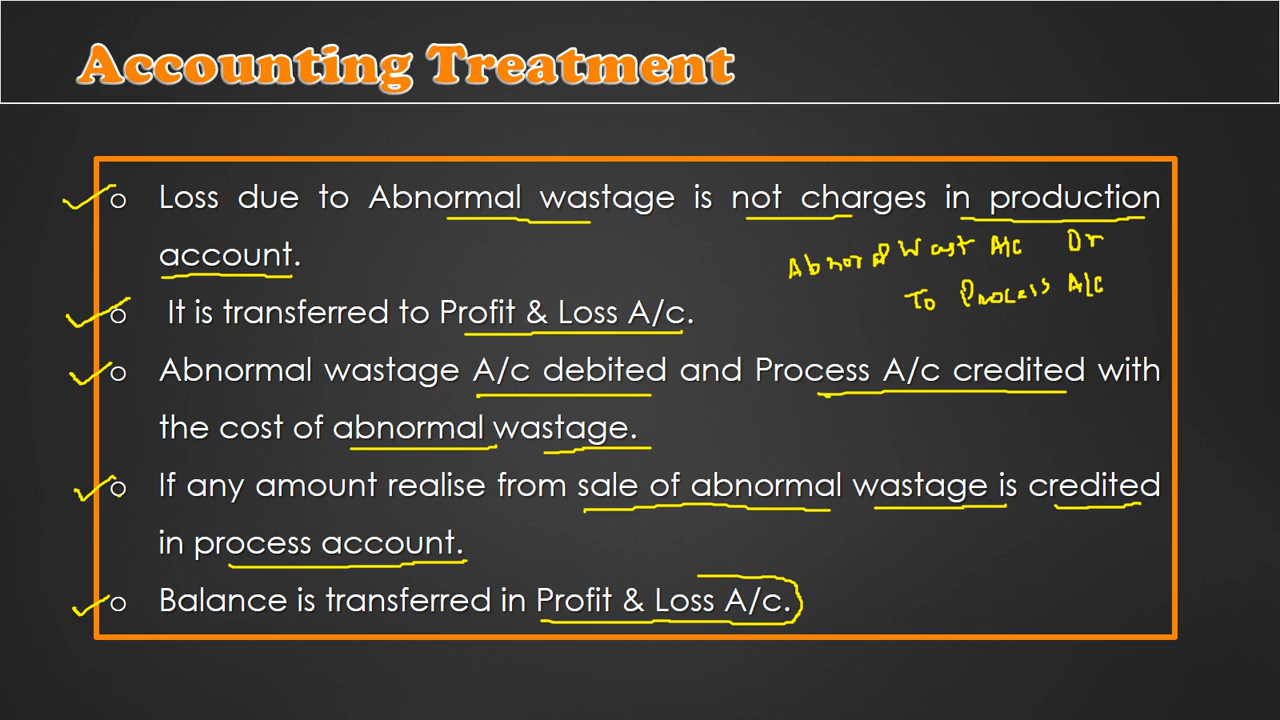 Accounting Treatment
Loss due to Abnormal wastage is not charges in production
account.
Abnormal Wast A/C Dr
To Process A/C
It is transferred to Profit & Loss A/c.
Abnormal wastage A/c debited and Process A/c credited with
the cost of abnormal wastage.
If any amount realise from sale of abnormal wastage is credited
in process account.
Balance is transferred in Profit & Loss A/c.